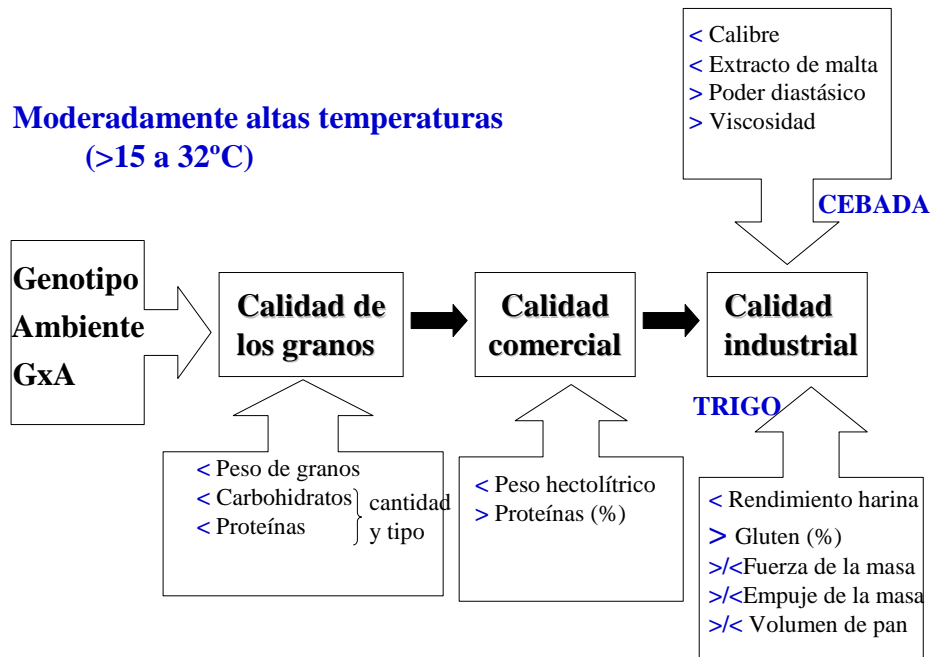 < Calibre
< Extracto de malta
> Poder diastásico
> Viscosidad
Moderadamente altas temperaturas
(>15 a 32ºC)
CEBADA
Genotipo
Ambiente
GxA
Calidad de
los granos
Calidad
comercial
Calidad
industrial
TRIGO
< Peso de granos
< Carbohidratos
< Proteínas
cantidad
y tipo
< Peso hectolítrico
> Proteínas (%)
< Rendimiento harina
> Gluten (%)
>/<Fuerza de la masa
>/<Empuje de la masa
>/< Volumen de pan